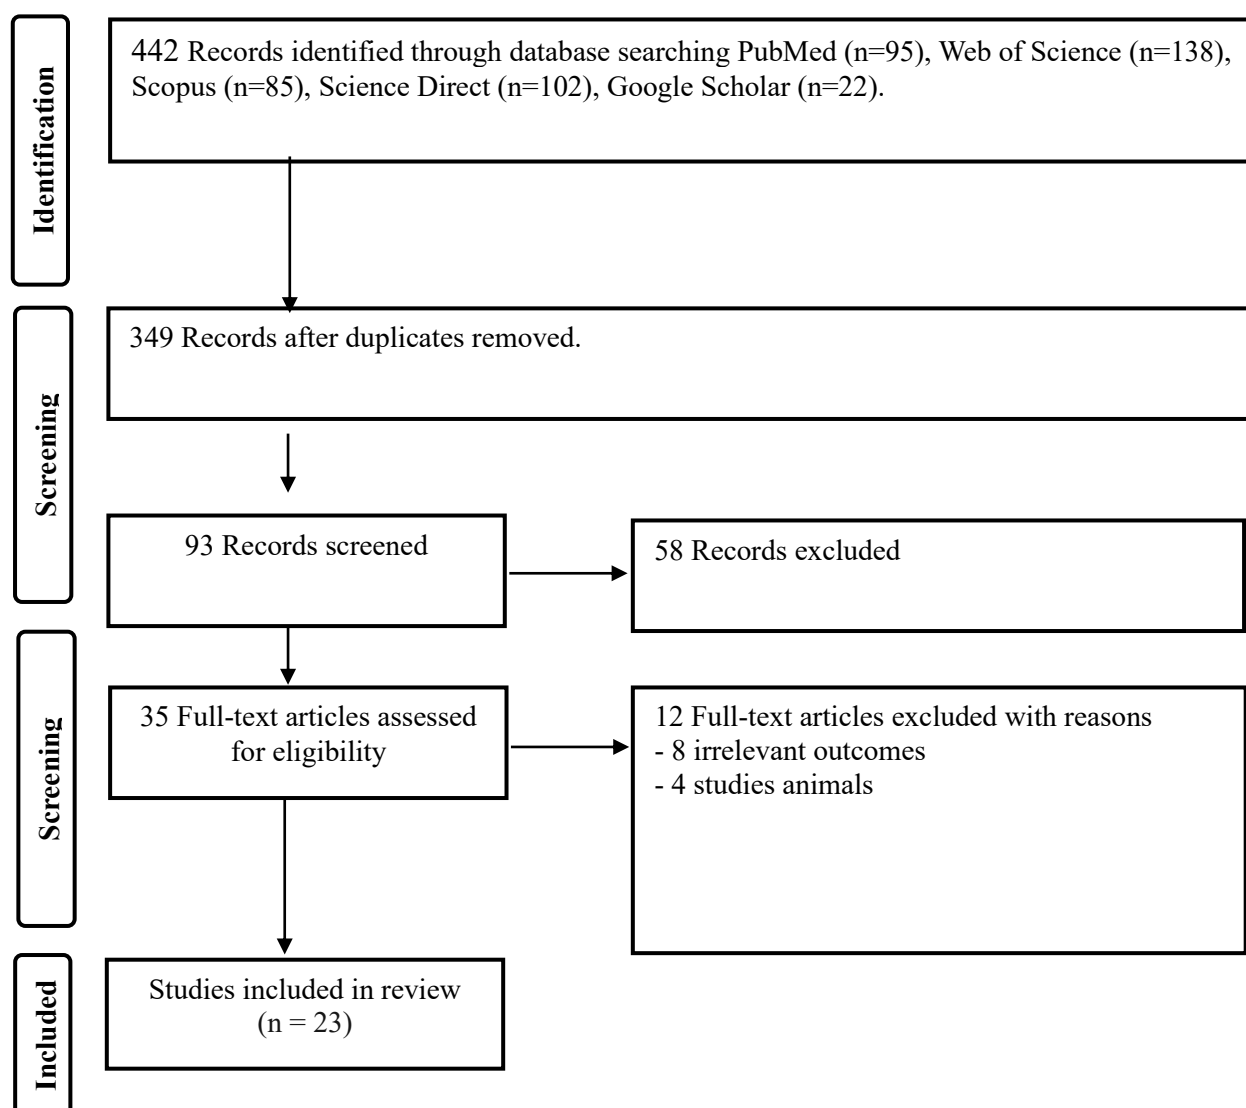 Identification
442 Records identified through database searching PubMed (n=95), Web of Science (n=138),
Scopus (n=85), Science Direct (n=102), Google Scholar (n=22).
Screening
349 Records after duplicates removed.
93 Records screened
58 Records excluded
Screening
35 Full-text articles assessed
for eligibility
12 Full-text articles excluded with reasons
- 8 irrelevant outcomes
- 4 studies animals
Included
Studies included in review
(n = 23)